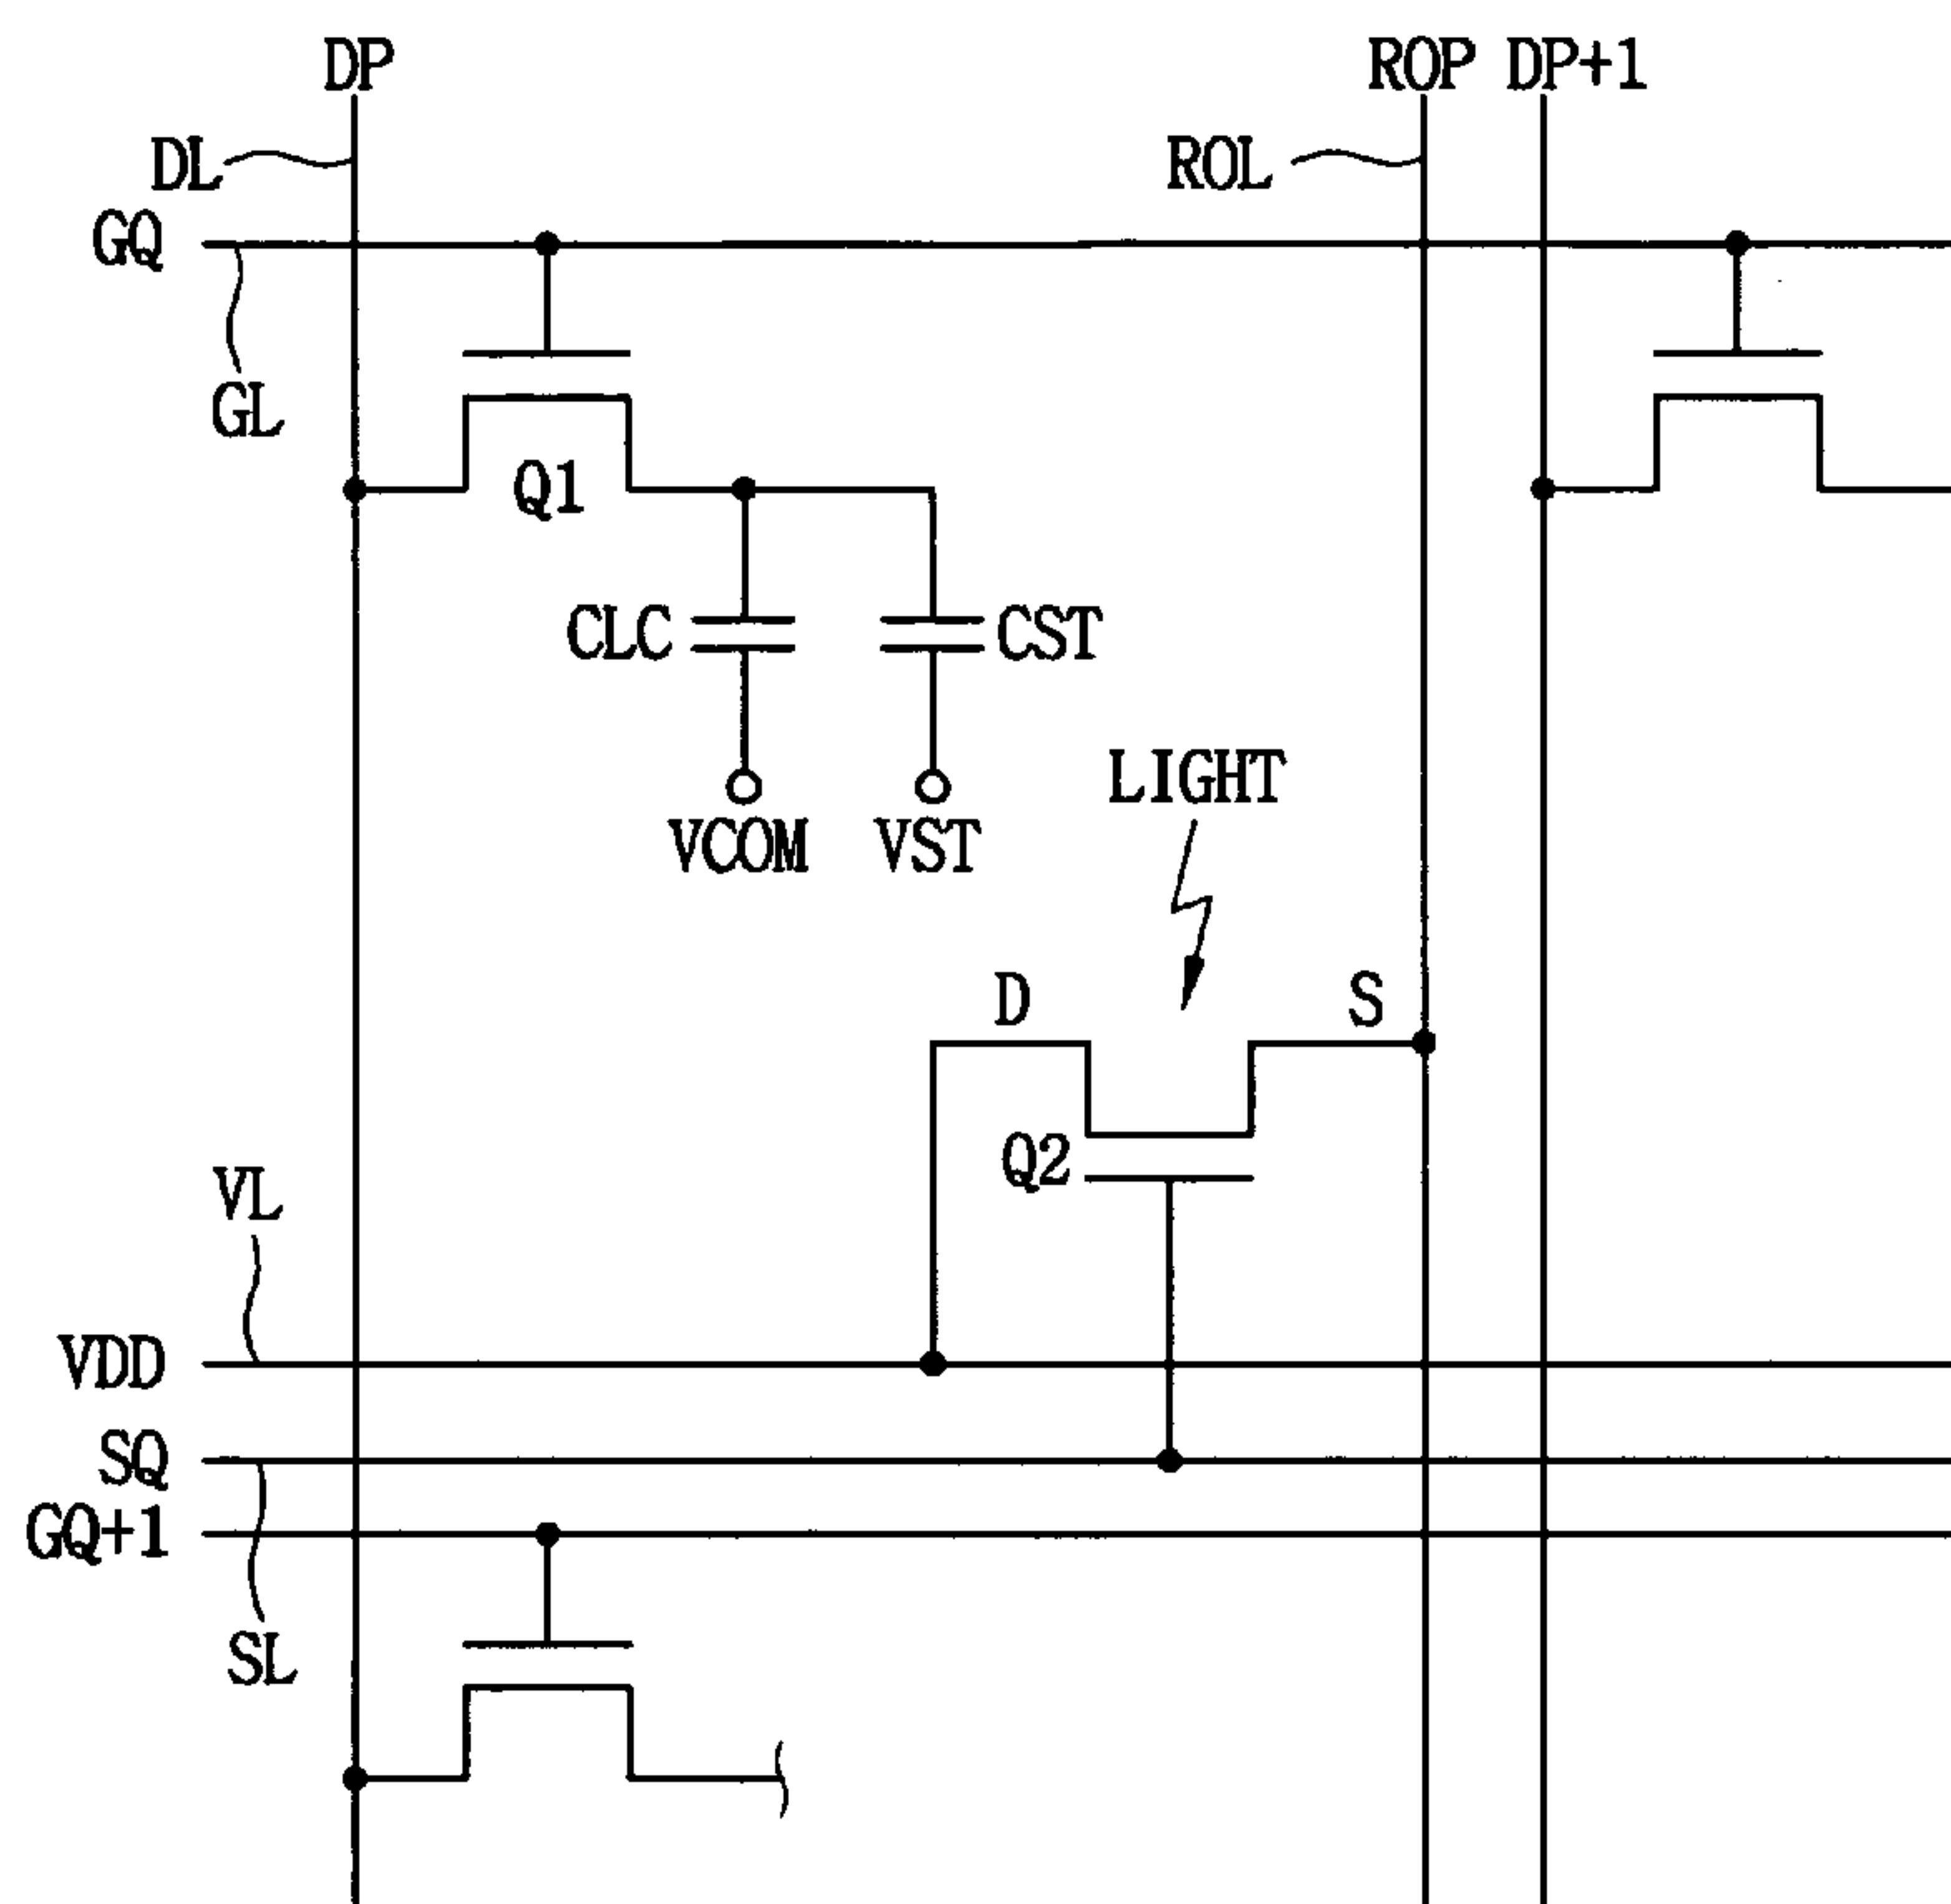 DP
ROP
DP+1
DL
ROL
GQ
GL
Q1
CLC
CST
LIGHT
VCOM
VST
D
S
Q2
VL
VDD
SQ
GQ+1
SL